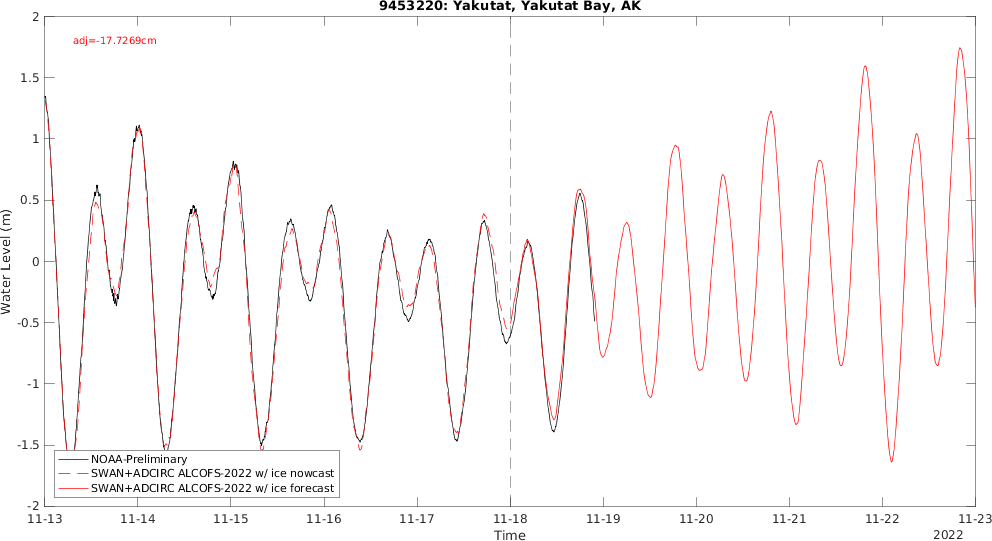 9453220: Yakutat, Yakutat Bay, AK
adj=-17.7269cm
Water Level (m)
2
1.5
1
0.5
0
-0.5
-1
-1.5
-2
NOAA-Preliminary
SWAN+ADCIRC ALCOFS-2022 w/ ice nowcast
SWAN+ADCIRC ALCOFS-2022 w/ ice forecast
11-13 11-14 11-15 11-16 11-17 11-18 11-19 11-20 11-21 11-22 11-23
Time
2022